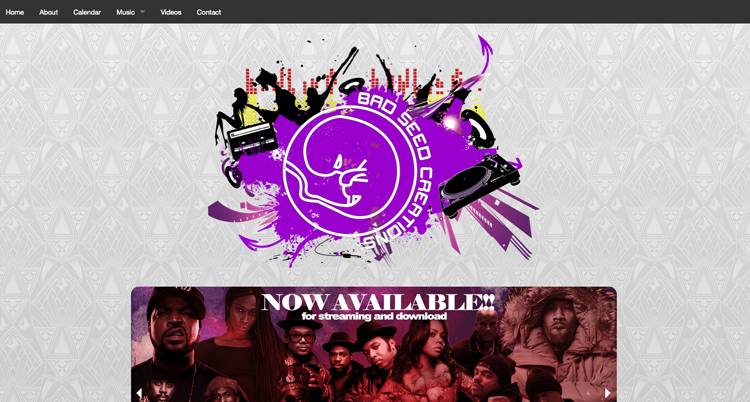 Home About Calendar Music Videos Contact
BAD SEED CREATIONS
NOW AVAILABLE!!
for streaming and download